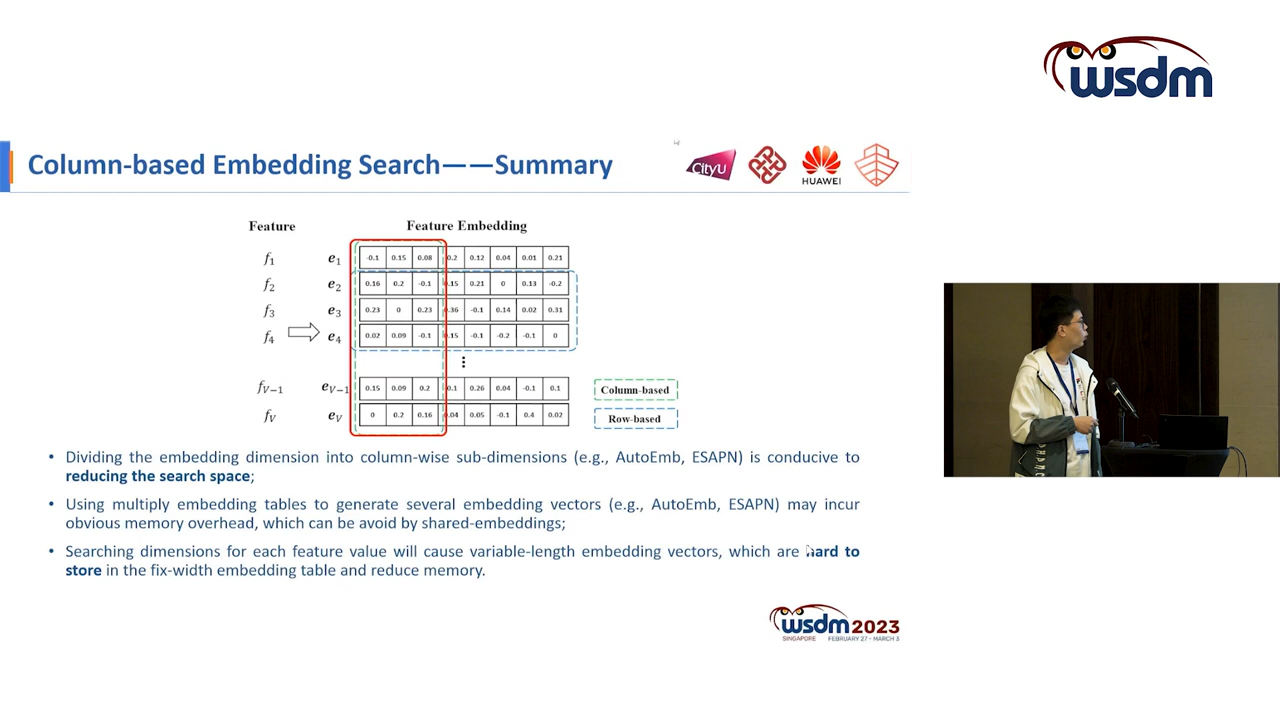 wsdm
Column-based Embedding Search——Summary
CityU
HUAWEI
Feature Feature Embedding
f1 e1 -0.1 0.15 0.08 0.2 0.12 0.04 0.01 0.21
f2 e2 0.16 0.2 -0.1 0.15 0.21 0 0.13 -0.2
f3 e3 0.23 0 0.23 0.36 -0.1 0.14 0.02 0.31
f4 e4 0.02 0.09 -0.1 0.15 -0.1 -0.2 -0.1 0
⋮
fV−1 eV−1 0.15 0.09 0.2 0.1 0.26 0.04 -0.1 0.1
fV eV 0 0.2 0.16 0.04 0.05 -0.1 0.4 0.02
Column-based
Row-based
• Dividing the embedding dimension into column-wise sub-dimensions (e.g., AutoEmb, ESAPN) is conducive to
reducing the search space;
• Using multiply embedding tables to generate several embedding vectors (e.g., AutoEmb, ESAPN) may incur
obvious memory overhead, which can be avoid by shared-embeddings;
• Searching dimensions for each feature value will cause variable-length embedding vectors, which are hard to
store in the fix-width embedding table and reduce memory.
wsdm 2023
SINGAPORE FEBRUARY 27 - MARCH 3